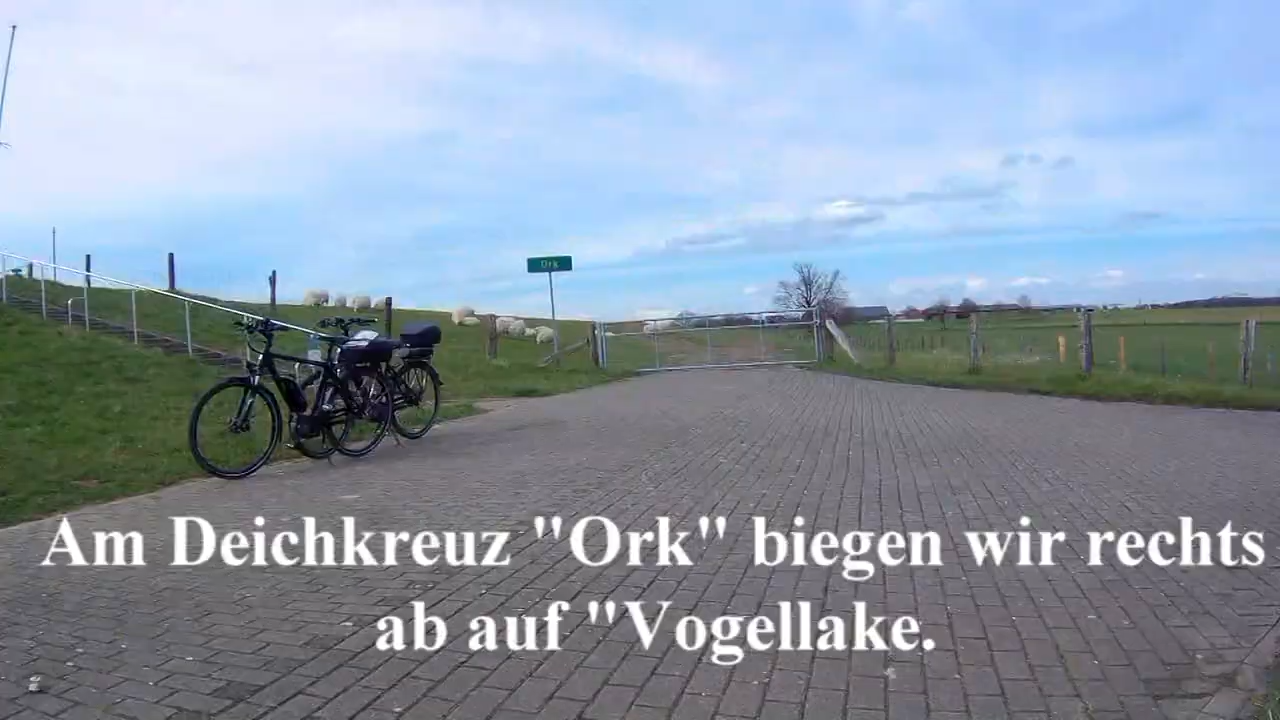 Ork
Am Deichkreuz "Ork" biegen wir rechts
ab auf "Vogellake.